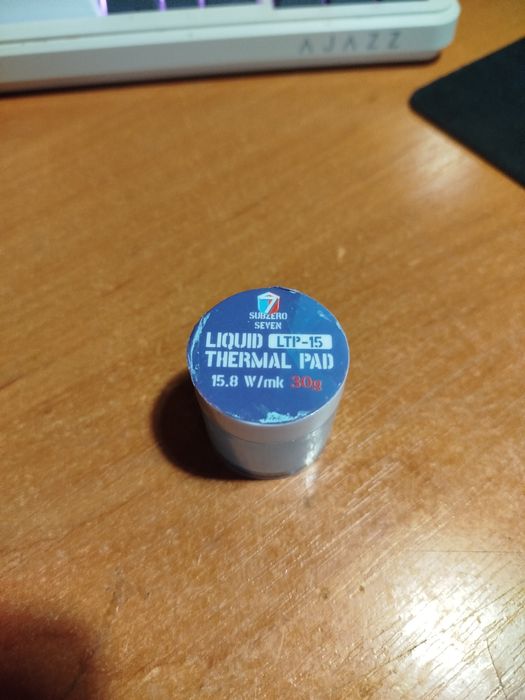 AJAZZ
SUBZERO
SEVEN
LIQUID LTP-15
THERMAL PAD
15.8 W/mk 30g